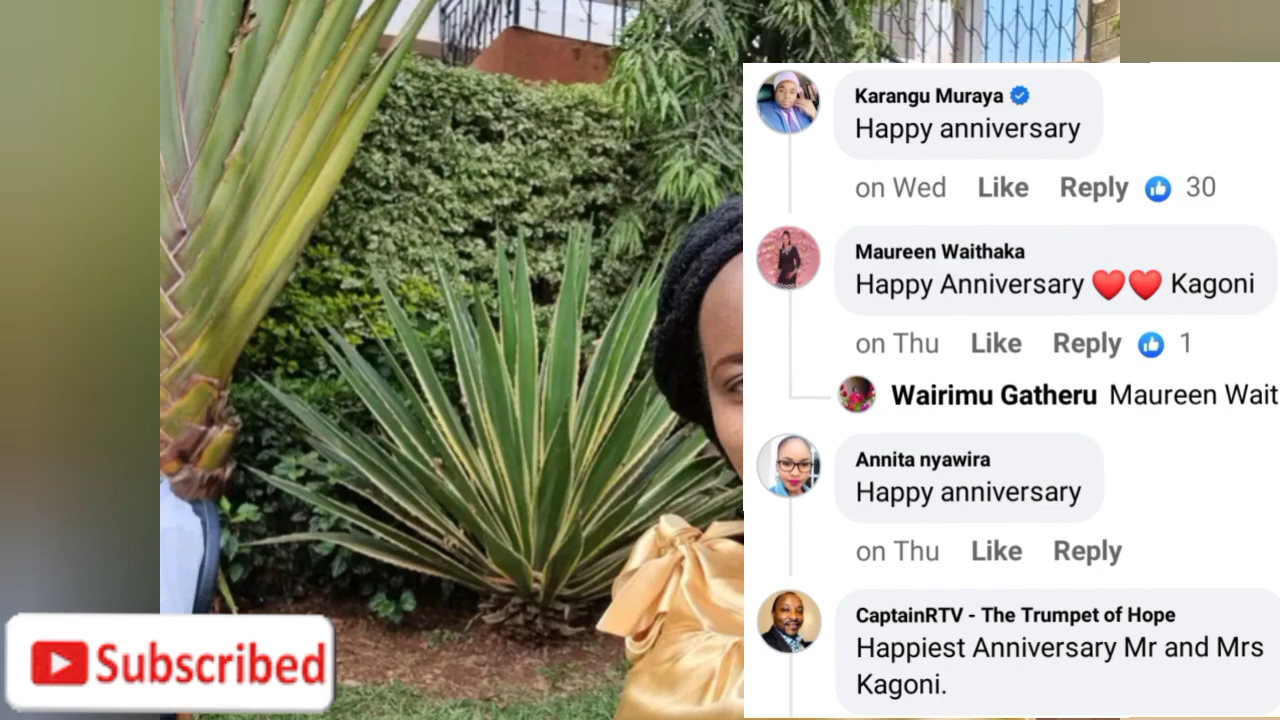 Karangu Muraya
Happy anniversary
on Wed Like Reply 30
Maureen Waithaka
Happy Anniversary ❤️❤️ Kagoni
on Thu Like Reply 1
Wairimu Gatheru Maureen Wait
Annita nyawira
Happy anniversary
on Thu Like Reply
CaptainRTV - The Trumpet of Hope
Happiest Anniversary Mr and Mrs
Kagoni.
Subscribed